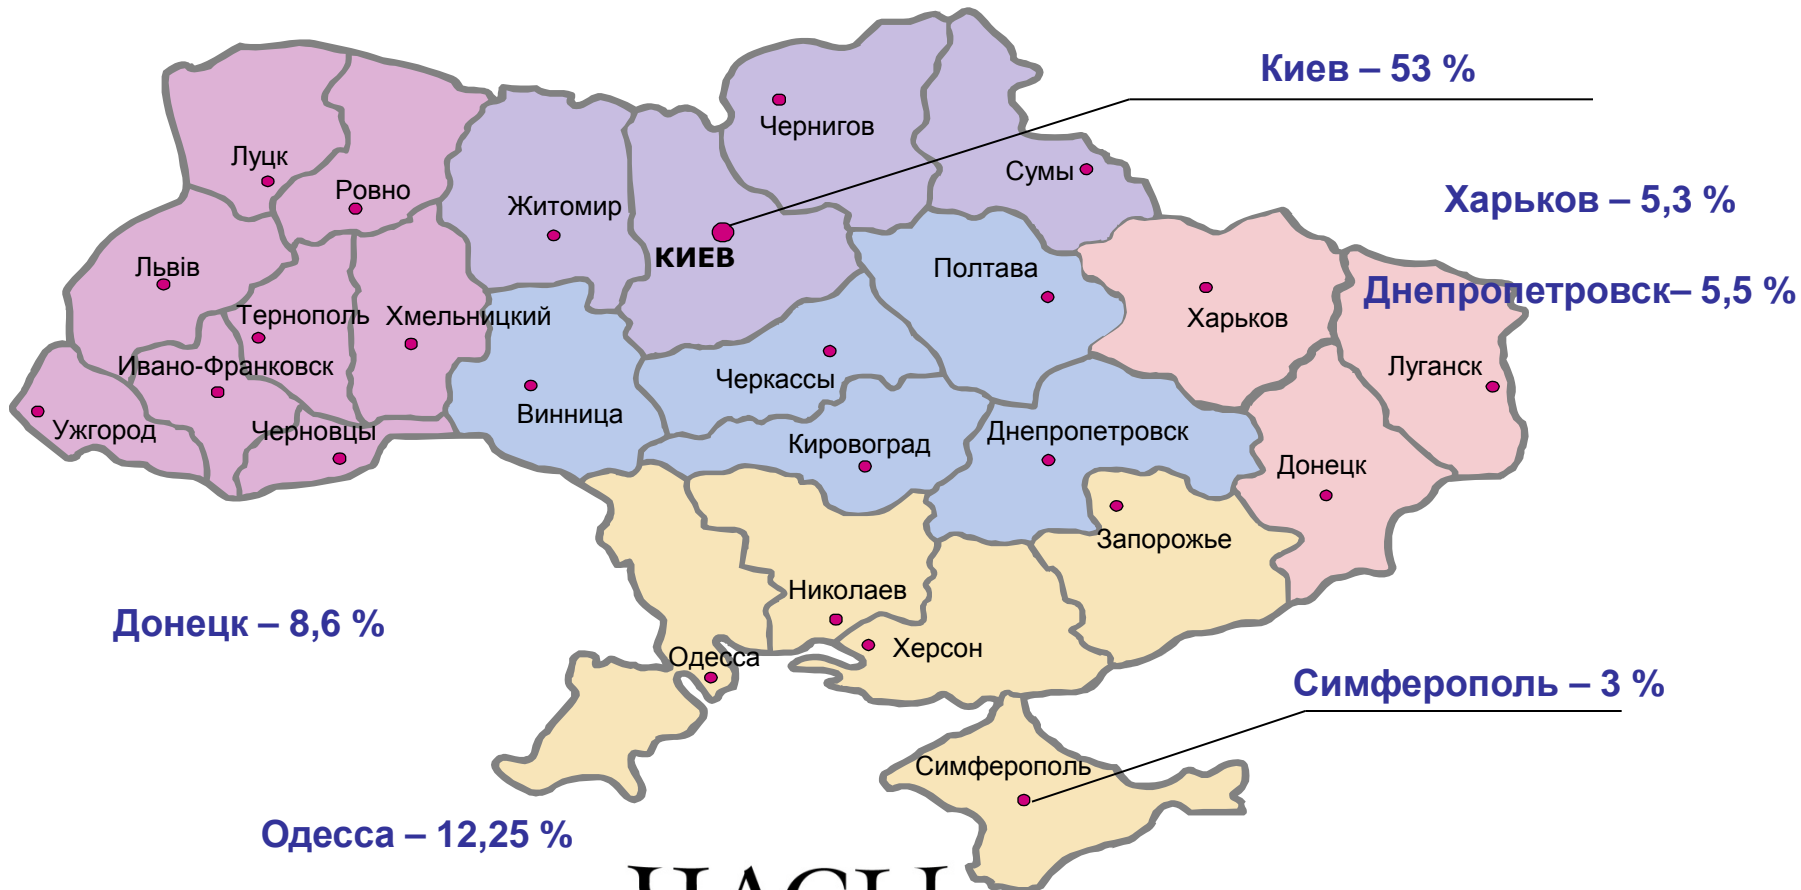 Киев – 53 %
Чернигов
Луцк
Сумы
Ровно
Харьков – 5,3 %
Житомир
КИЕВ
Львів
Полтава
Днепропетровск– 5,5 %
Тернополь
Хмельницкий
Харьков
Ивано-Франковск
Луганск
Черкассы
Винница
Ужгород
Черновцы
Днепропетровск
Кировоград
Донецк
Запорожье
Николаев
Донецк – 8,6 %
Херсон
Одесса
Симферополь – 3 %
Симферополь
Одесса – 12,25 %